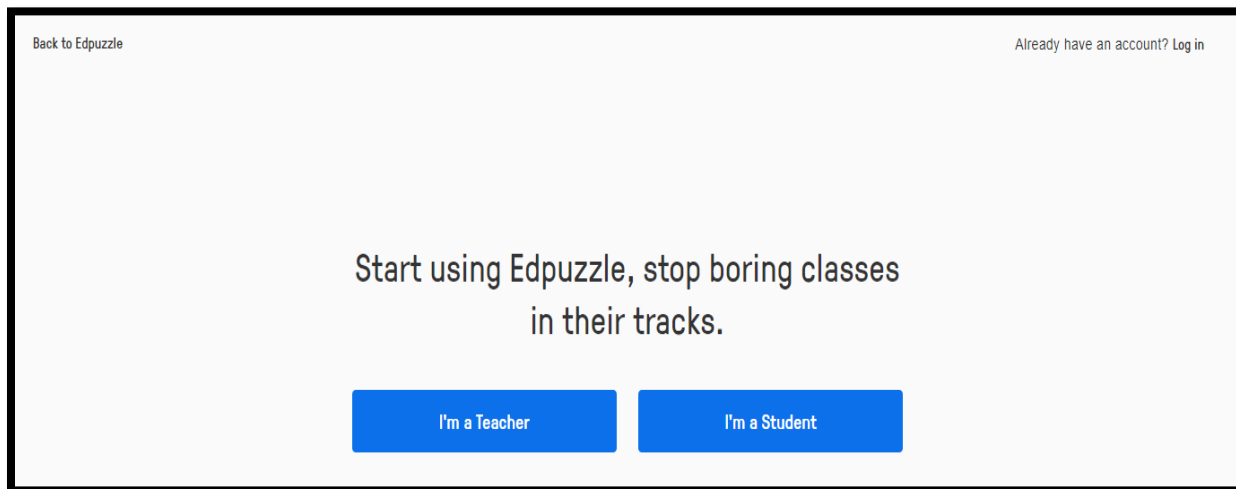 Back to Edpuzzle
Already have an account? Log in
Start using Edpuzzle, stop boring classes
in their tracks.
I'm a Teacher
I'm a Student